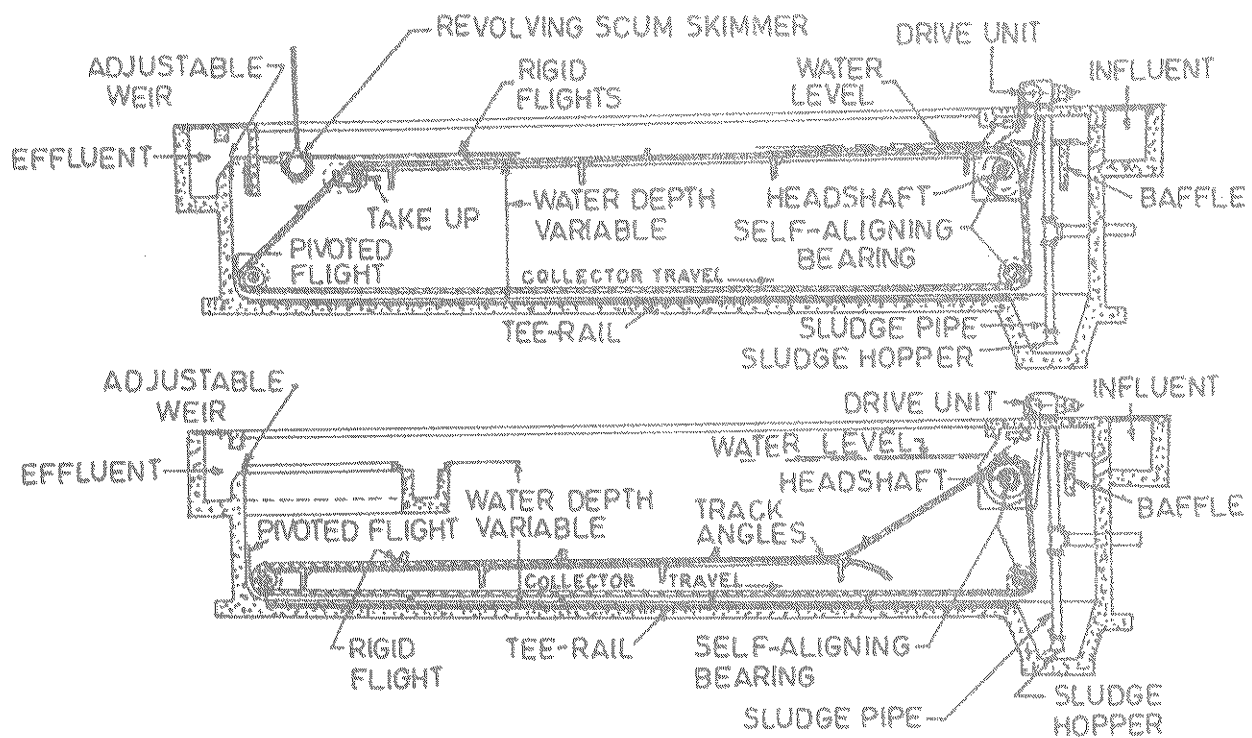 REVOLVING SCUM SKIMMER
DRIVE UNIT
ADJUSTABLE
WEIR
RIGID
FLIGHTS
WATER
LEVEL
INFLUENT
EFFLUENT
TAKE UP
WATER DEPTH
VARIABLE
HEADSHAFT
SELF-ALIGNING
BEARING
BAFFLE
PIVOTED
FLIGHT
COLLECTOR TRAVEL
TEE-RAIL
SLUDGE PIPE
SLUDGE HOPPER
ADJUSTABLE
WEIR
DRIVE UNIT
INFLUENT
EFFLUENT
WATER LEVEL
HEADSHAFT
WATER DEPTH
VARIABLE
TRACK
ANGLES
BAFFLE
PIVOTED FLIGHT
COLLECTOR TRAVEL
RIGID
FLIGHT
TEE-RAIL
SELF-ALIGNING
BEARING
SLUDGE PIPE
SLUDGE
HOPPER